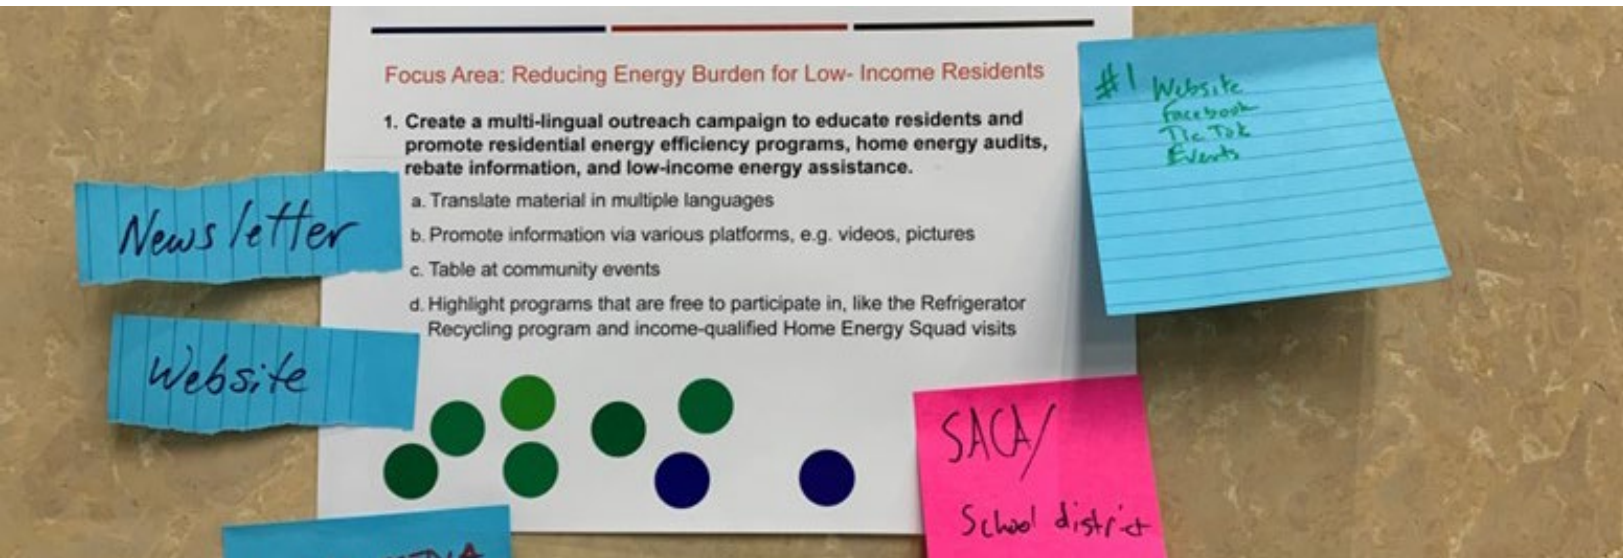 Focus Area: Reducing Energy Burden for Low- Income Residents
1. Create a multi-lingual outreach campaign to educate residents and
promote residential energy efficiency programs, home energy audits,
rebate information, and low-income energy assistance.
a. Translate material in multiple languages
b. Promote information via various platforms, e.g. videos, pictures
c. Table at community events
d. Highlight programs that are free to participate in, like the Refrigerator
Recycling program and income-qualified Home Energy Squad visits
Newsletter
Website
#1 Website
Facebook
Tic Tok
Events
SACA/
School district